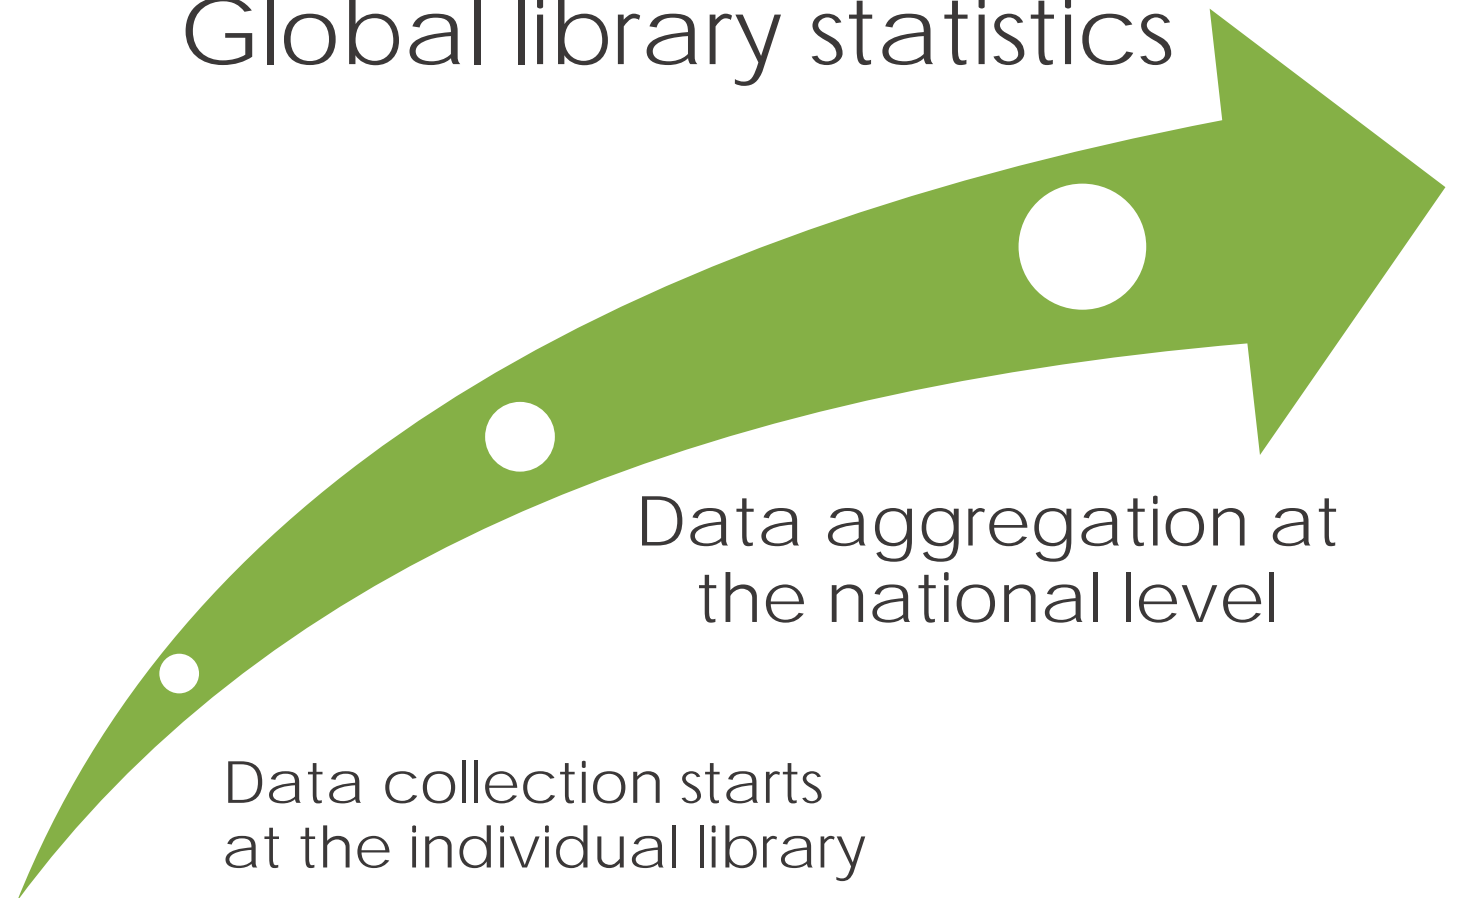 Global library statistics
Data aggregation at
the national level
Data collection starts
at the individual library